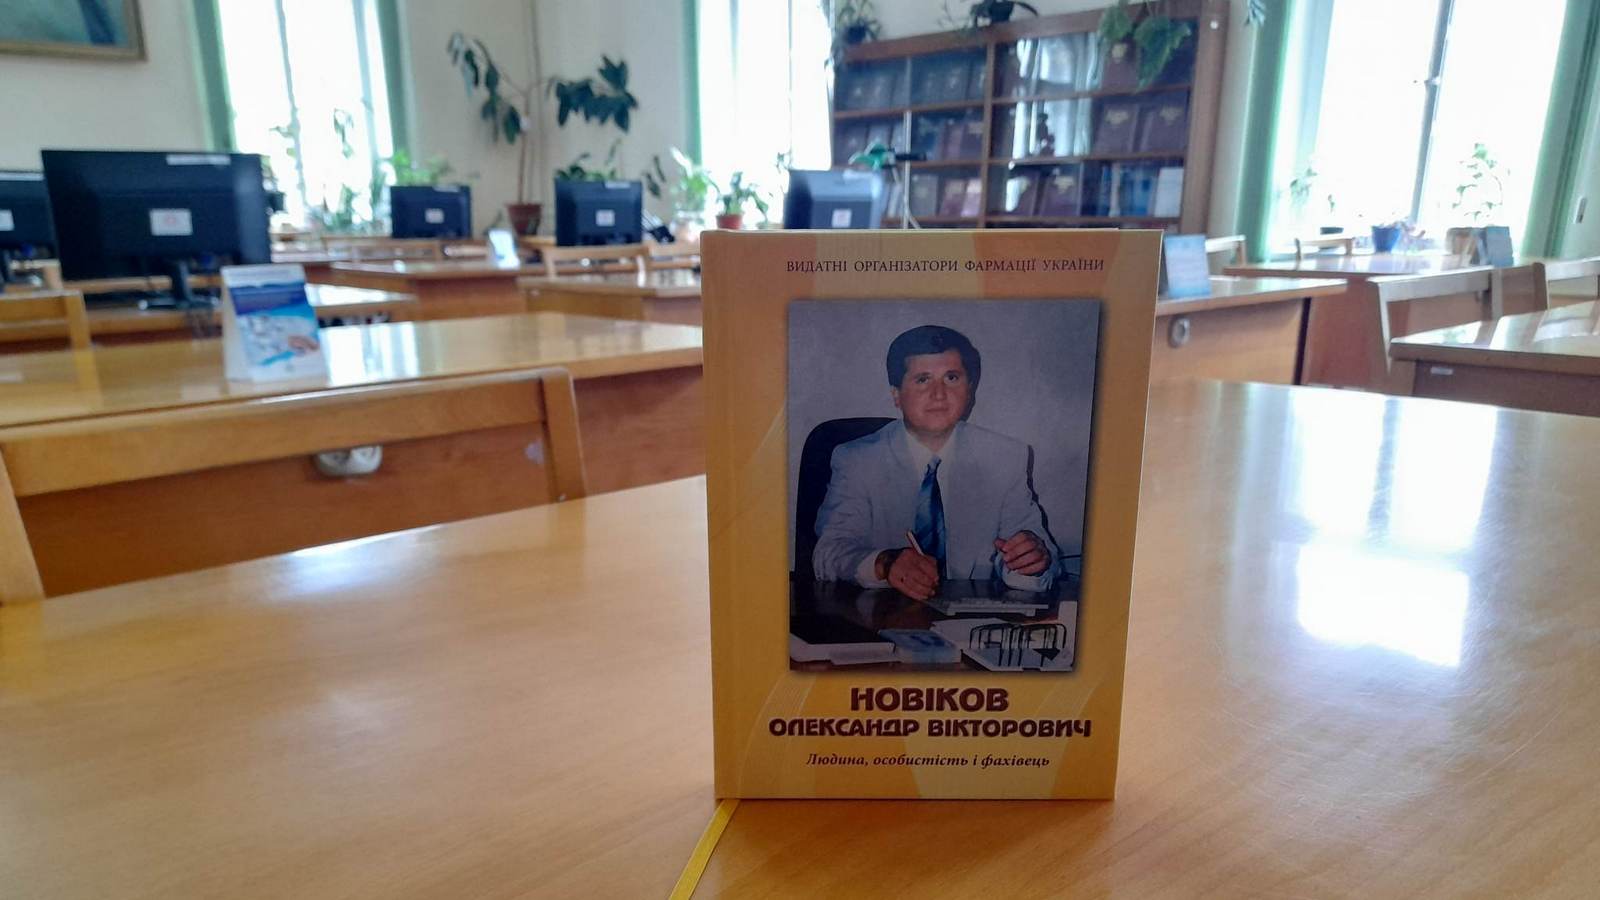 ВИДАТНІ ОРГАНІЗАТОРИ ФАРМАЦІЇ УКРАЇНИ
НОВІКОВ
ОЛЕКСАНДР ВІКТОРОВИЧ
Людина, особистість і фахівець